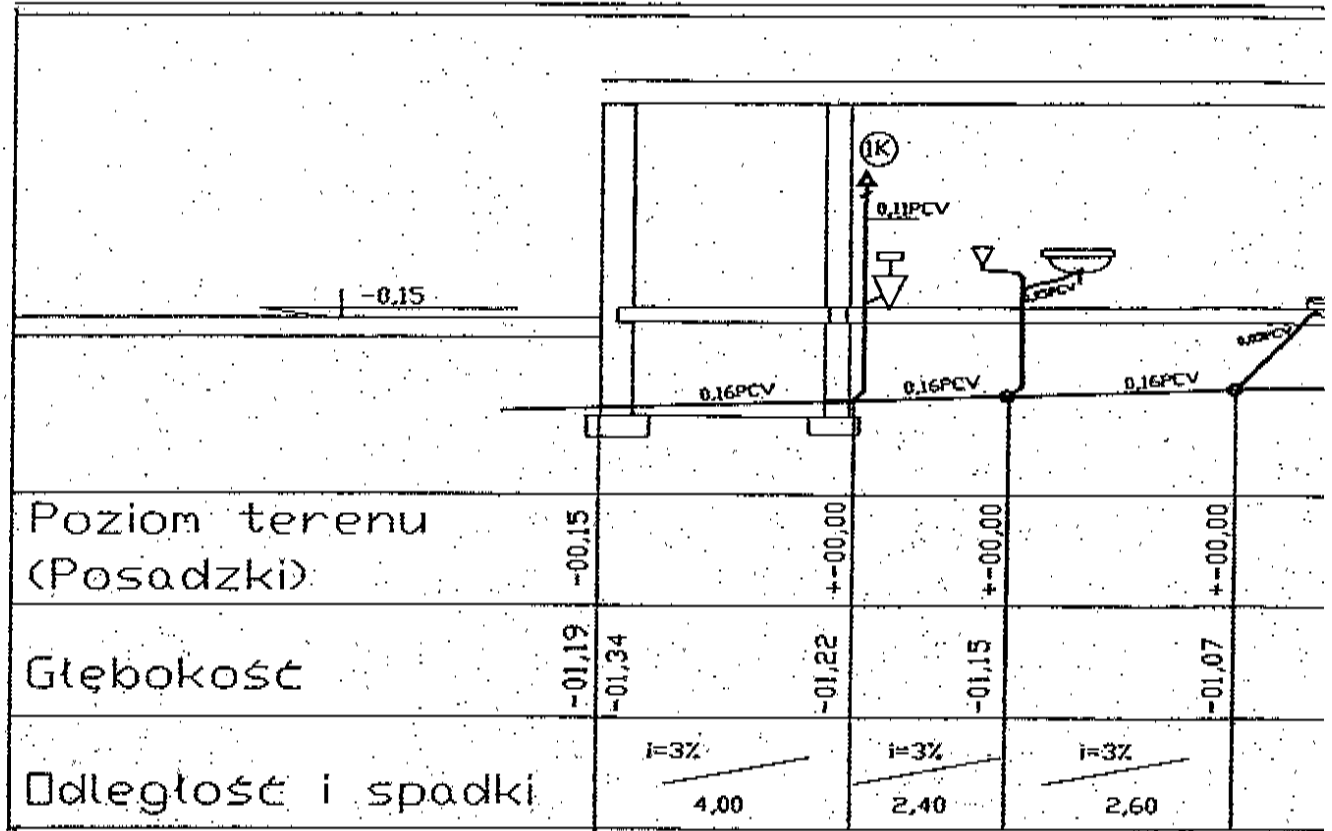 1K
0,11PCV
-0,15
0,16PCV
0,16PCV
0,16PCV
Poziom terenu
(Posadzki)
-00,15
+-00,00
+-00,00
+-00,00
Głębokość
-01,19
-01,34
-01,22
-01,15
-01,07
Odległość i spadki
i=3%
4,00
i=3%
2,40
i=3%
2,60